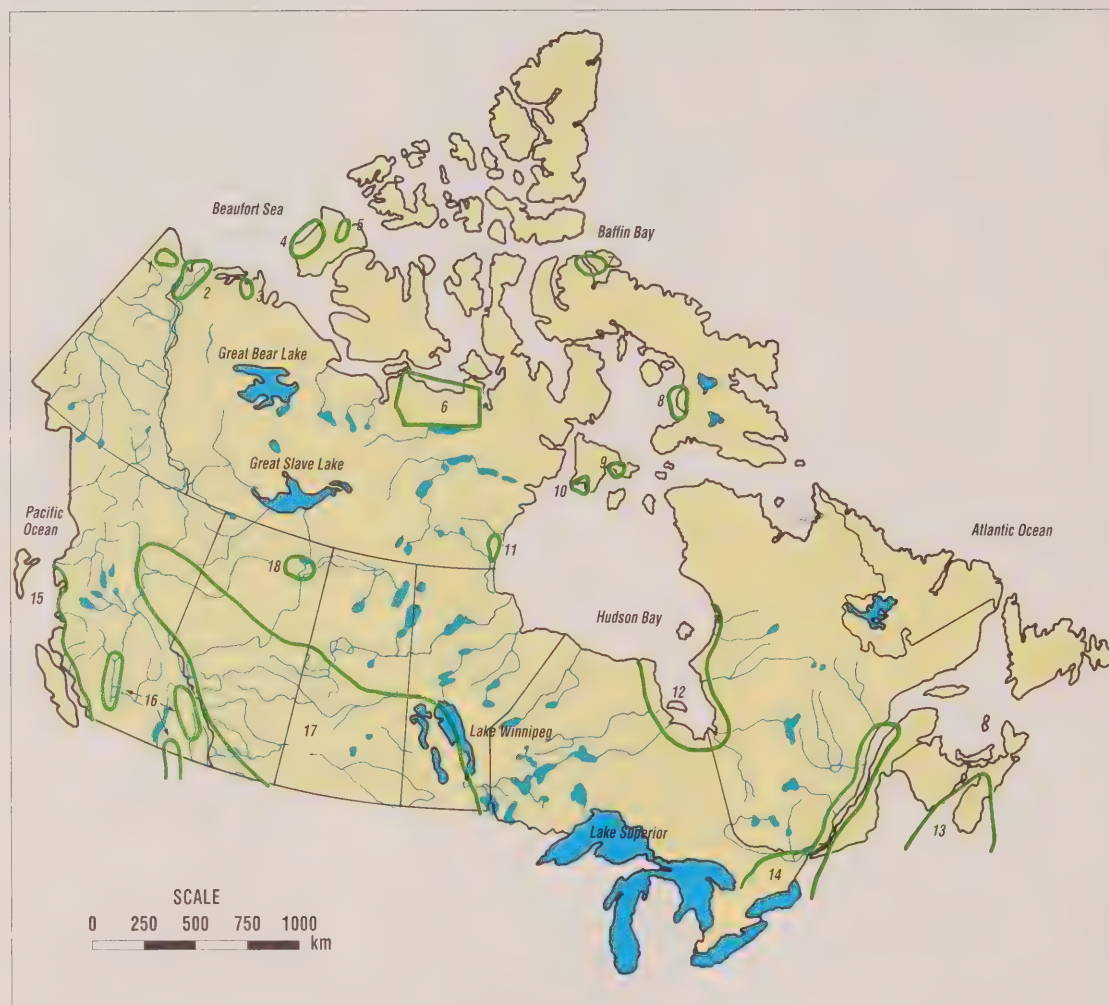 Beaufort Sea
Baffin Bay
4
5
1
2
3
7
Great Bear Lake
6
8
Great Slave Lake
9
10
Pacific
Ocean
Atlantic Ocean
11
18
15
Hudson Bay
12
16
17
Lake Winnipeg
8
13
Lake Superior
14
SCALE
0 250 500 750 1000
km